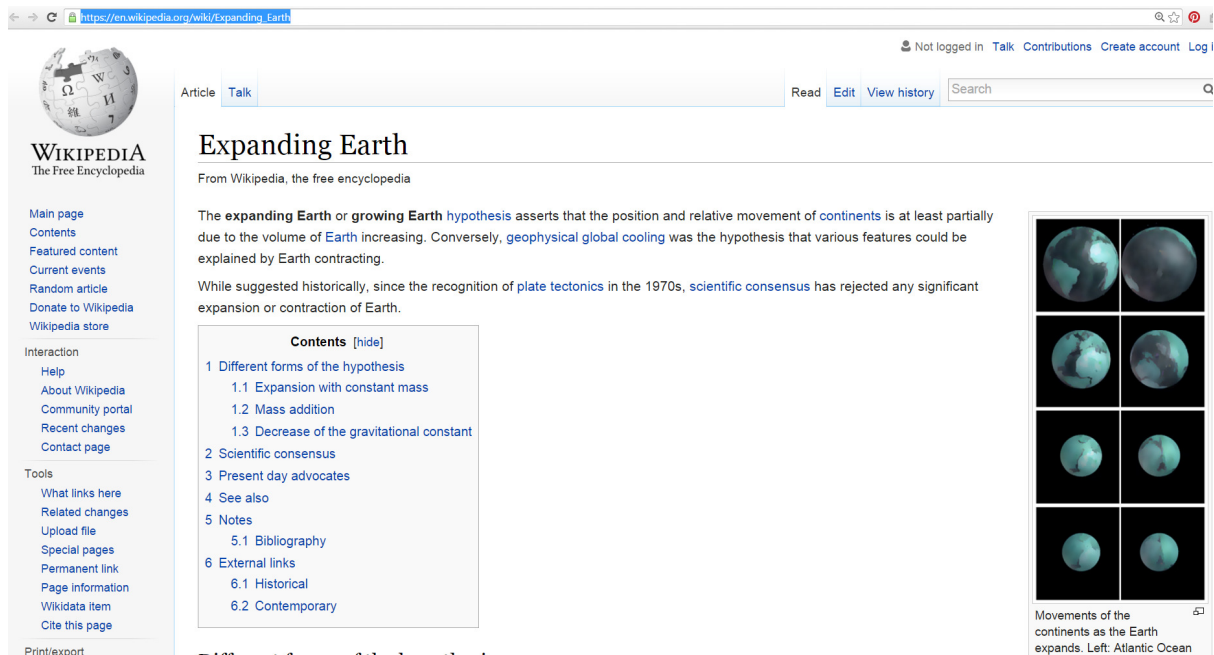 https://en.wikipedia.org/wiki/Expanding_Earth
Not logged in Talk Contributions Create account Log i
Article Talk
Read Edit View history Search
WIKIPEDIA
The Free Encyclopedia
Expanding Earth
From Wikipedia, the free encyclopedia
Main page
Contents
Featured content
Current events
Random article
Donate to Wikipedia
Wikipedia store
Interaction
Help
About Wikipedia
Community portal
Recent changes
Contact page
Tools
What links here
Related changes
Upload file
Special pages
Permanent link
Page information
Wikidata item
Cite this page
Print/export
The expanding Earth or growing Earth hypothesis asserts that the position and relative movement of continents is at least partially
due to the volume of Earth increasing. Conversely, geophysical global cooling was the hypothesis that various features could be
explained by Earth contracting.
While suggested historically, since the recognition of plate tectonics in the 1970s, scientific consensus has rejected any significant
expansion or contraction of Earth.
Contents [hide]
1 Different forms of the hypothesis
1.1 Expansion with constant mass
1.2 Mass addition
1.3 Decrease of the gravitational constant
2 Scientific consensus
3 Present day advocates
4 See also
5 Notes
5.1 Bibliography
6 External links
6.1 Historical
6.2 Contemporary
Movements of the
continents as the Earth
expands. Left: Atlantic Ocean